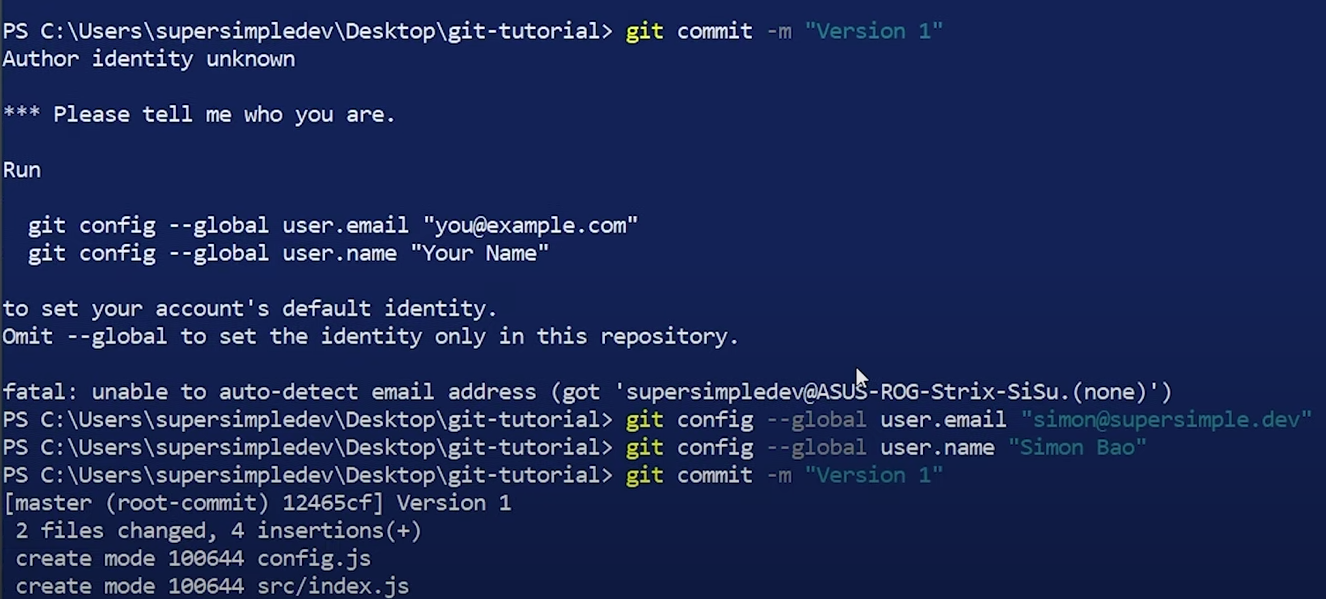 PS C:\Users\supersimpledev\Desktop\git-tutorial> git commit -m "Version 1"
Author identity unknown
*** Please tell me who you are.
Run
git config --global user.email "you@example.com"
git config --global user.name "Your Name"
to set your account's default identity.
Omit --global to set the identity only in this repository.
fatal: unable to auto-detect email address (got 'supersimpledev@ASUS-ROG-Strix-SiSu.(none)')
PS C:\Users\supersimpledev\Desktop\git-tutorial> git config --global user.email "simon@supersimple.dev"
PS C:\Users\supersimpledev\Desktop\git-tutorial> git config --global user.name "Simon Bao"
PS C:\Users\supersimpledev\Desktop\git-tutorial> git commit -m "Version 1"
[master (root-commit) 12465cf] Version 1
2 files changed, 4 insertions(+)
create mode 100644 config.js
create mode 100644 src/index.js